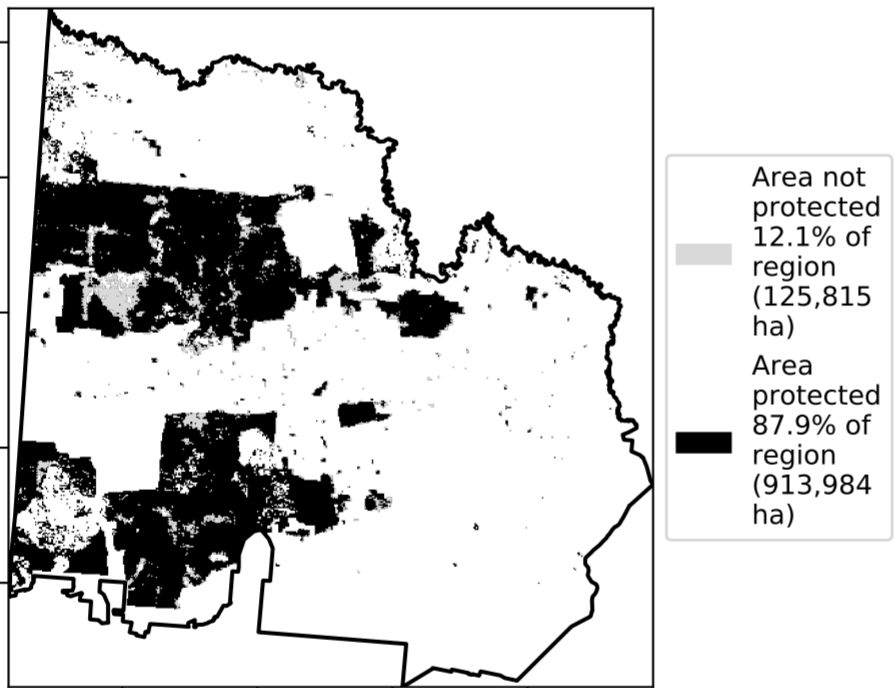 Area not
protected
12.1% of
region
(125,815
ha)
Area
protected
87.9% of
region
(913,984
ha)